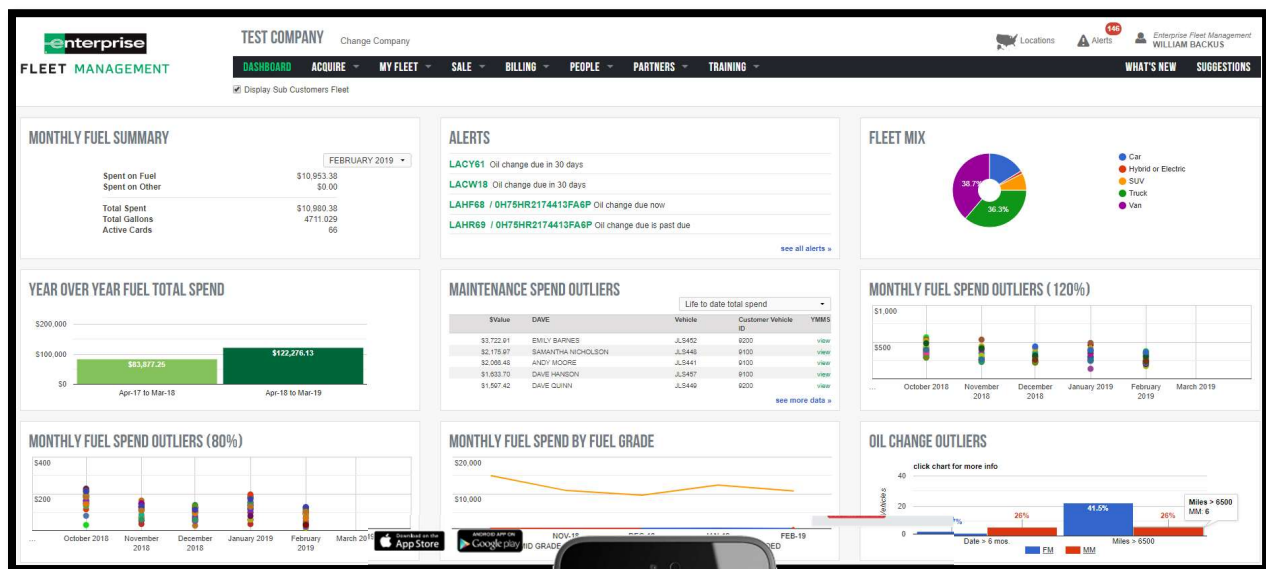 enterprise
FLEET MANAGEMENT
TEST COMPANY Change Company
Locations
146
Alerts
Enterprise Fleet Management
WILLIAM BACKUS
DASHBOARD ACQUIRE MY FLEET SALE BILLING PEOPLE PARTNERS TRAINING WHAT'S NEW SUGGESTIONS
Display Sub Customers Fleet
MONTHLY FUEL SUMMARY
FEBRUARY 2019
Spent on Fuel $10,953.38
Spent on Other $0.00
Total Spent $10,980.38
Total Gallons 4711.029
Active Cards 66
ALERTS
LACY61 Oil change due in 30 days
LACW18 Oil change due in 30 days
LAHF68 / 0H75HR2174413FA6P Oil change due now
LAHR69 / 0H75HR2174413FA6P Oil change due is past due
see all alerts »
FLEET MIX
38.7%
36.3%
Car
Hybrid or Electric
SUV
Truck
Van
YEAR OVER YEAR FUEL TOTAL SPEND
$200,000
$100,000
$0
$83,877.25
$122,276.13
Apr-17 to Mar-18
Apr-18 to Mar-19
MAINTENANCE SPEND OUTLIERS
Life to date total spend
$Value DAVE Vehicle Customer Vehicle ID YMMS
$3,722.91 EMILY BARNES JLS452 9200 view
$2,175.97 SAMANTHA NICHOLSON JLS448 9100 view
$2,066.48 ANDY MOORE JLS441 9100 view
$1,633.70 DAVE HANSON JLS457 9100 view
$1,597.42 DAVE QUINN JLS449 9200 view
see more data »
MONTHLY FUEL SPEND OUTLIERS (120%)
$1,000
$500
... October 2018 November 2018 December 2018 January 2019 February 2019 March 2019
MONTHLY FUEL SPEND OUTLIERS (80%)
$400
$200
... October 2018 November 2018 December 2018 January 2019 February 2019 March 20
Download on the
App Store
ANDROID APP ON
Google play
MONTHLY FUEL SPEND BY FUEL GRADE
$20,000
$10,000
NOV-18
FEB-19
MID GRADE
OIL CHANGE OUTLIERS
click chart for more info
40
20
0
Vehicles
26%
41.5%
26%
Miles > 6500
MM: 6
Date > 6 mos.
Miles > 6500
FM
MM